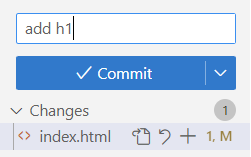 add h1
Commit
Changes 1
index.html 1, M